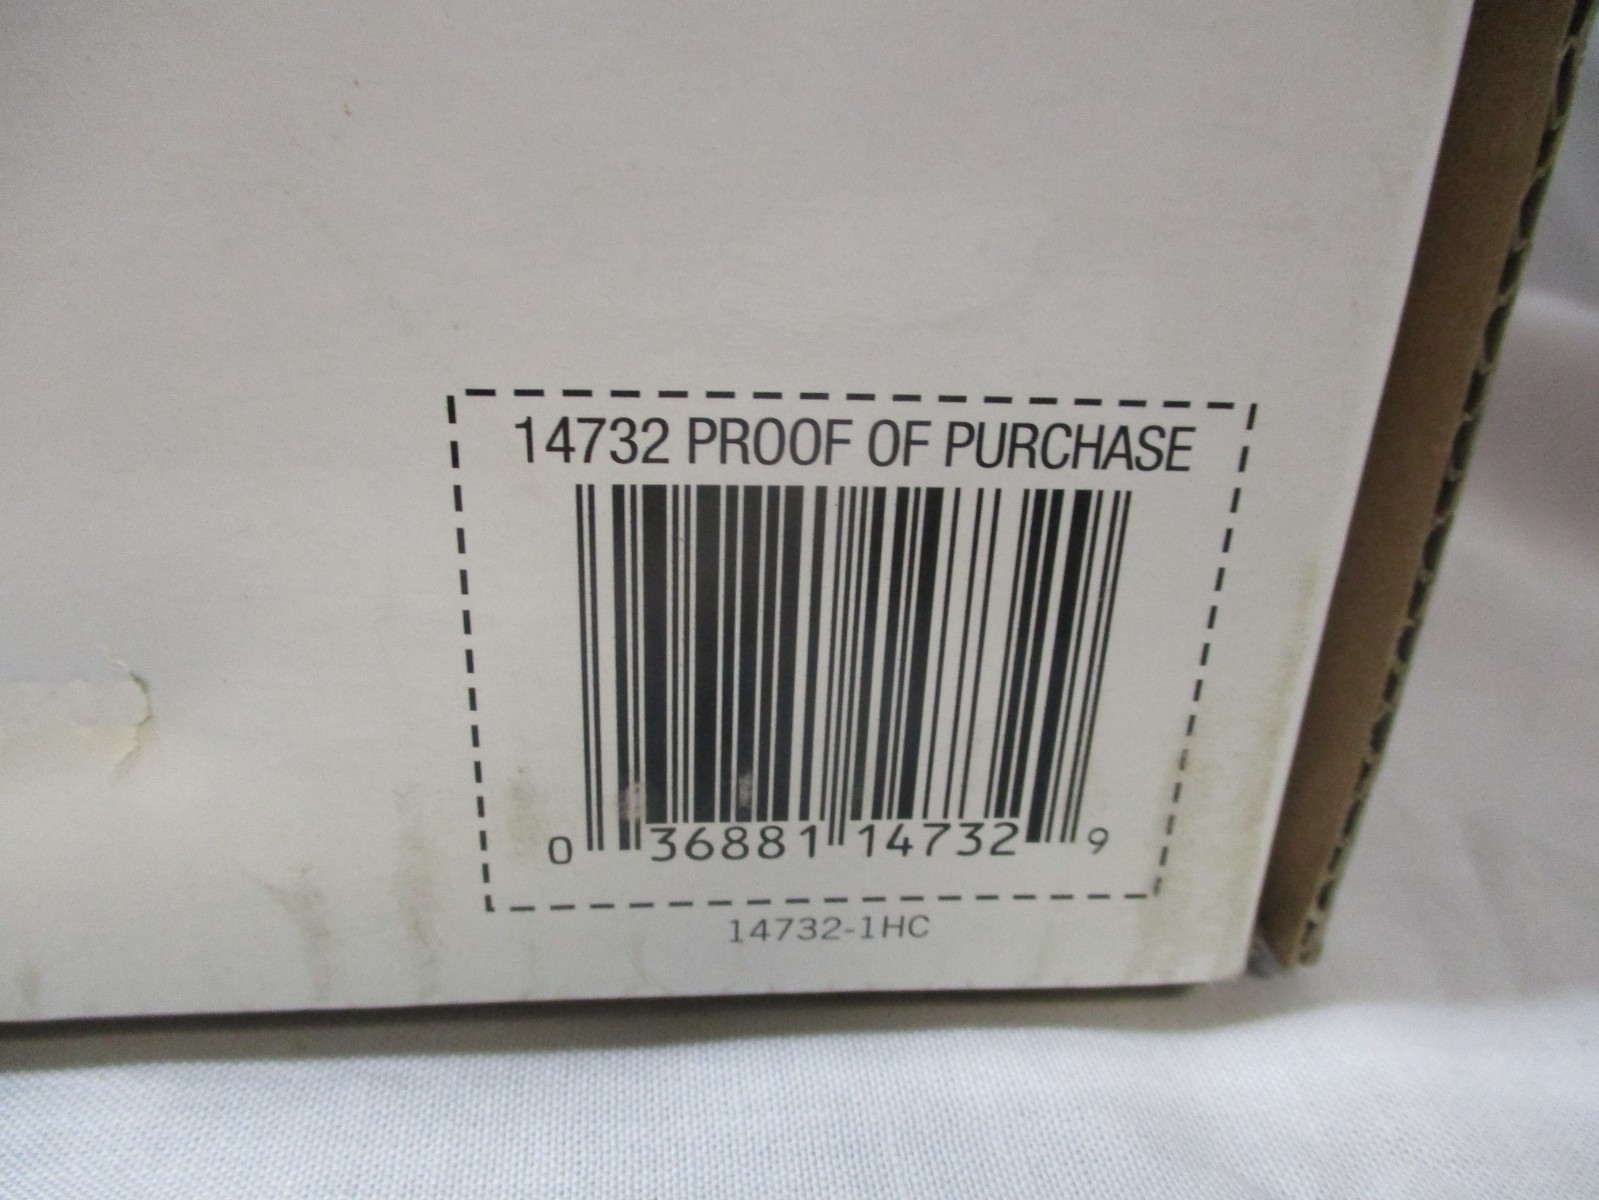 14732 PROOF OF PURCHASE
0 36881 14732 9
14732-1HC